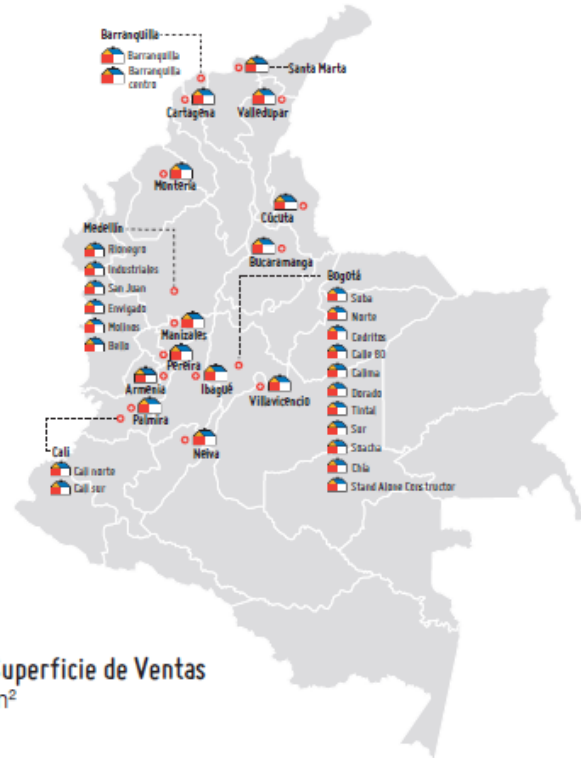 Barranquilla
Barranquilla
Barranquilla
centro
Santa Marta
Cartagena
Valledupar
Montería
Cúcuta
Medellín
Rionegro
Industriales
San Juan
Envigado
Molinos
Bello
Bucaramanga
Bogotá
Suba
Norte
Cedritos
Calle 80
Calima
Dorado
Tintal
Sur
Soacha
Chía
Stand Alone Constructor
Manizales
Pereira
Armenia
Ibagué
Villavicencio
Palmira
Neiva
Cali
Cali norte
Cali sur
uperficie de Ventas
m²